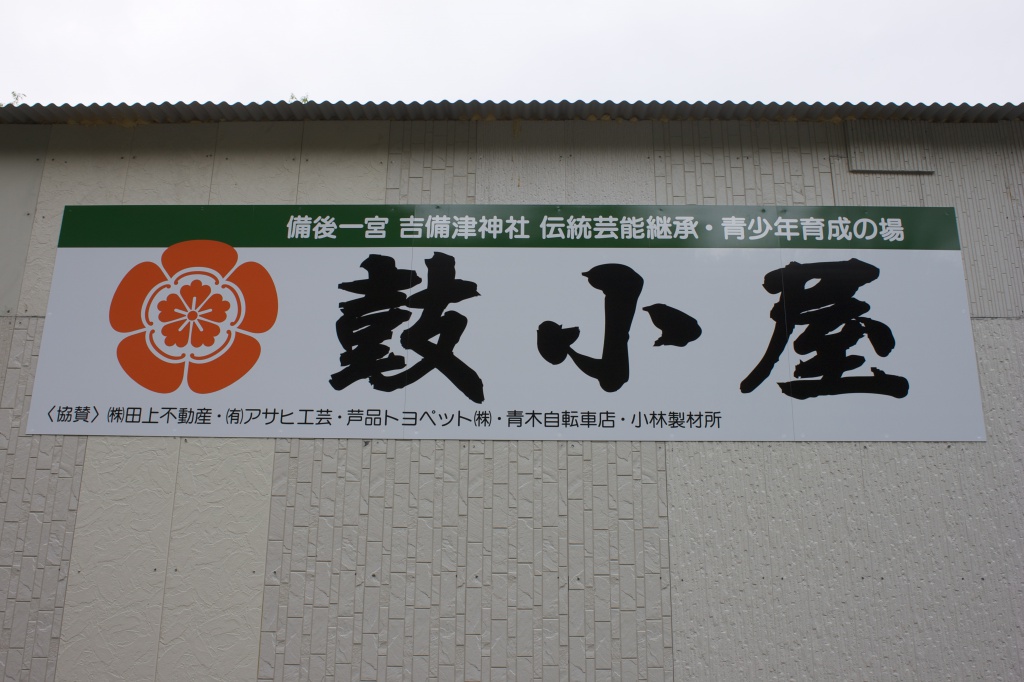 備後一宮 吉備津神社 伝統芸能継承・青少年育成の場
鼓小屋
〈協賛〉㈱田上不動産・㈲アサヒ工芸・芦品トヨペット㈱・青木自転車店・小林製材所